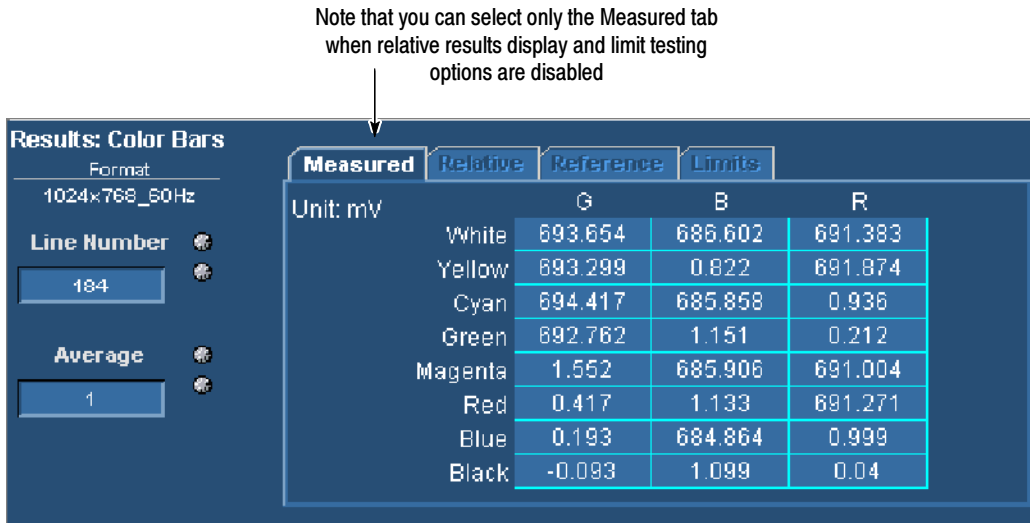 Note that you can select only the Measured tab
when relative results display and limit testing
options are disabled
Results: Color Bars
Format
1024x768_60Hz
Line Number
184
Average
1
Measured Relative Reference Limits
Unit: mV G B R
White 693.654 686.602 691.383
Yellow 693.299 0.822 691.874
Cyan 694.417 685.858 0.936
Green 692.762 1.151 0.212
Magenta 1.552 685.906 691.004
Red 0.417 1.133 691.271
Blue 0.193 684.864 0.999
Black -0.093 1.099 0.04